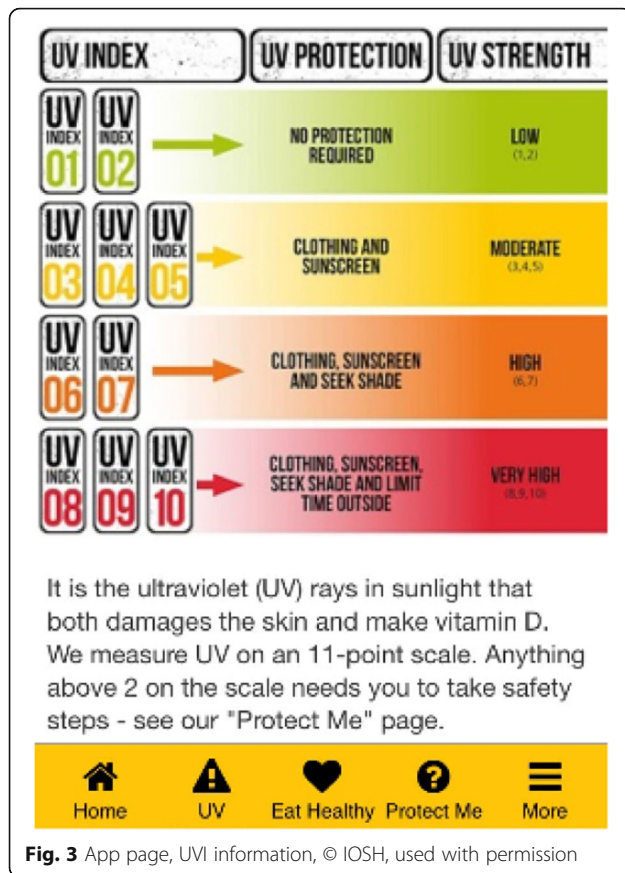 UV INDEX UV PROTECTION UV STRENGTH
UV INDEX 01 UV INDEX 02 NO PROTECTION REQUIRED LOW (1,2)
UV INDEX 03 UV INDEX 04 UV INDEX 05 CLOTHING AND SUNSCREEN MODERATE (3,4,5)
UV INDEX 06 UV INDEX 07 CLOTHING, SUNSCREEN AND SEEK SHADE HIGH (6,7)
UV INDEX 08 UV INDEX 09 UV INDEX 10 CLOTHING, SUNSCREEN, SEEK SHADE AND LIMIT TIME OUTSIDE VERY HIGH (8,9,10)
It is the ultraviolet (UV) rays in sunlight that
both damages the skin and make vitamin D.
We measure UV on an 11-point scale. Anything
above 2 on the scale needs you to take safety
steps - see our "Protect Me" page.
Home UV Eat Healthy Protect Me More
Fig. 3 App page, UVI information, © IOSH, used with permission